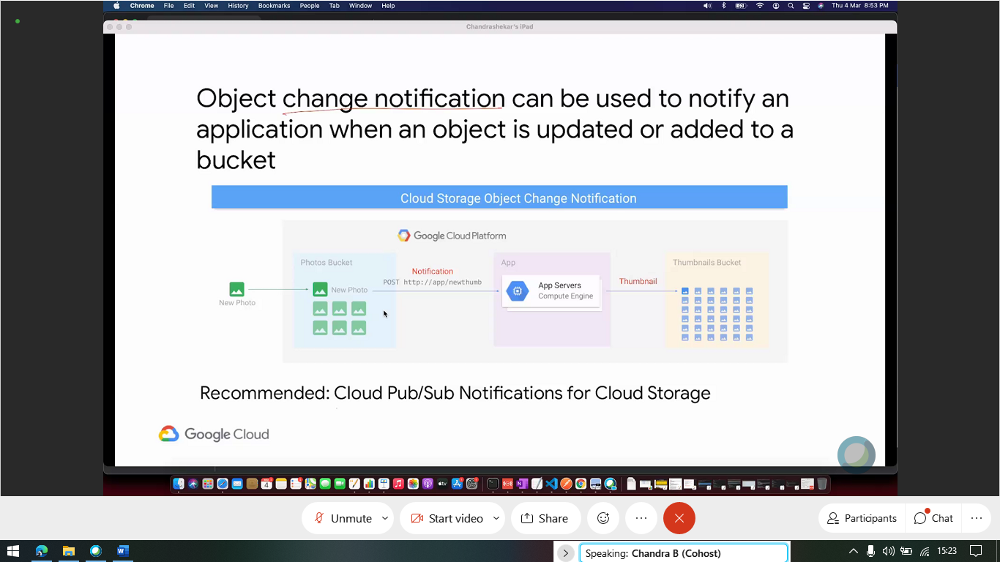 Chrome File Edit View History Bookmarks People Tab Window Help Thu 4 Mar 8:53 PM
Chandrashekar's iPad
Object change notification can be used to notify an
application when an object is updated or added to a
bucket
Cloud Storage Object Change Notification
Google Cloud Platform
Photos Bucket
App
Thumbnails Bucket
Notification
POST http://app/newthumb
New Photo
New Photo
App Servers
Compute Engine
Thumbnail
Recommended: Cloud Pub/Sub Notifications for Cloud Storage
Google Cloud
Unmute Start video Share Participants Chat
Speaking: Chandra B (Cohost)
15:23